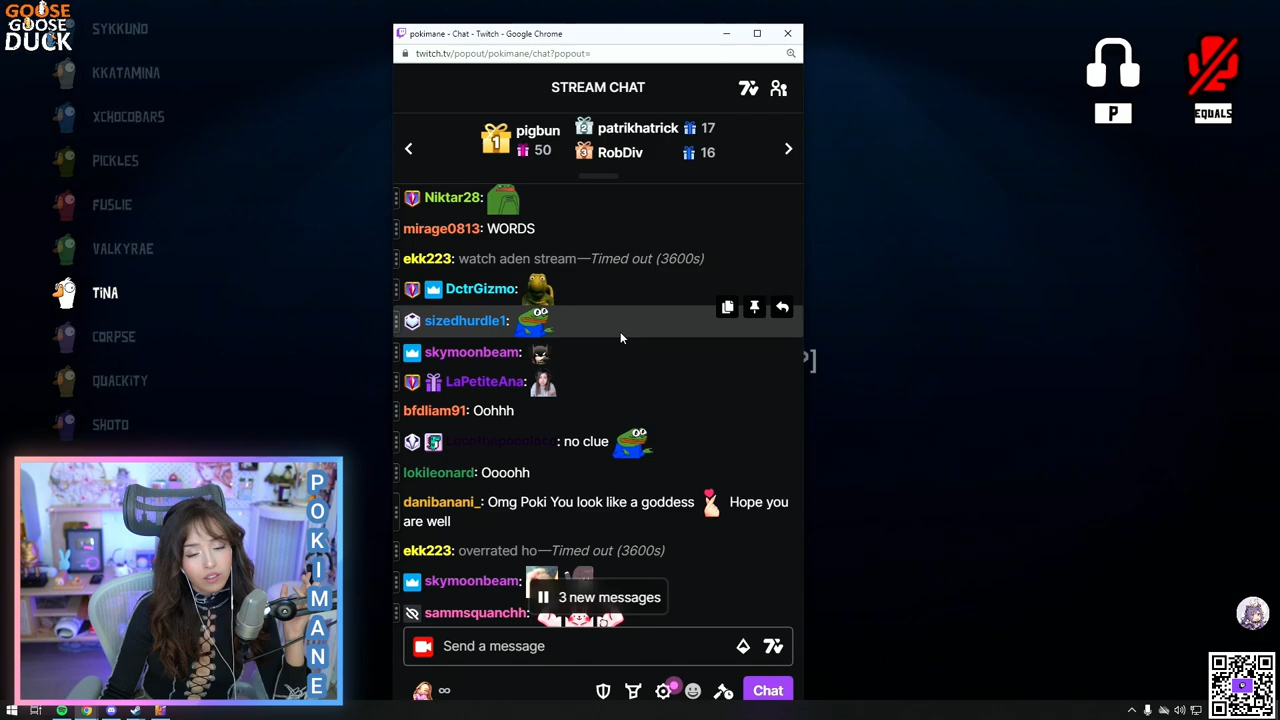 GOOSE
GOOSE
DUCK
SYKKUNO
KKATAMINA
XCHOCOBARS
PICKLES
FUSLIE
VALKYRAE
TINA
CORPSE
QUACKITY
SHOTO
pokimane - Chat - Twitch - Google Chrome
twitch.tv/popout/pokimane/chat?popout=
STREAM CHAT
1 pigbun 50
2 patrikhatrick 17
3 RobDiv 16
Niktar28:
mirage0813: WORDS
ekk223: watch aden stream—Timed out (3600s)
DctrGizmo:
sizedhurdle1:
skymoonbeam:
LaPetiteAna:
bfdliam91: Oohhh
: no clue
lokileonard: Oooohh
danibanani_: Omg Poki You look like a goddess Hope you
are well
ekk223: overrated ho—Timed out (3600s)
skymoonbeam:
3 new messages
sammsquanchh:
Send a message
Chat
P
EQUALS
P]
POKIMANE